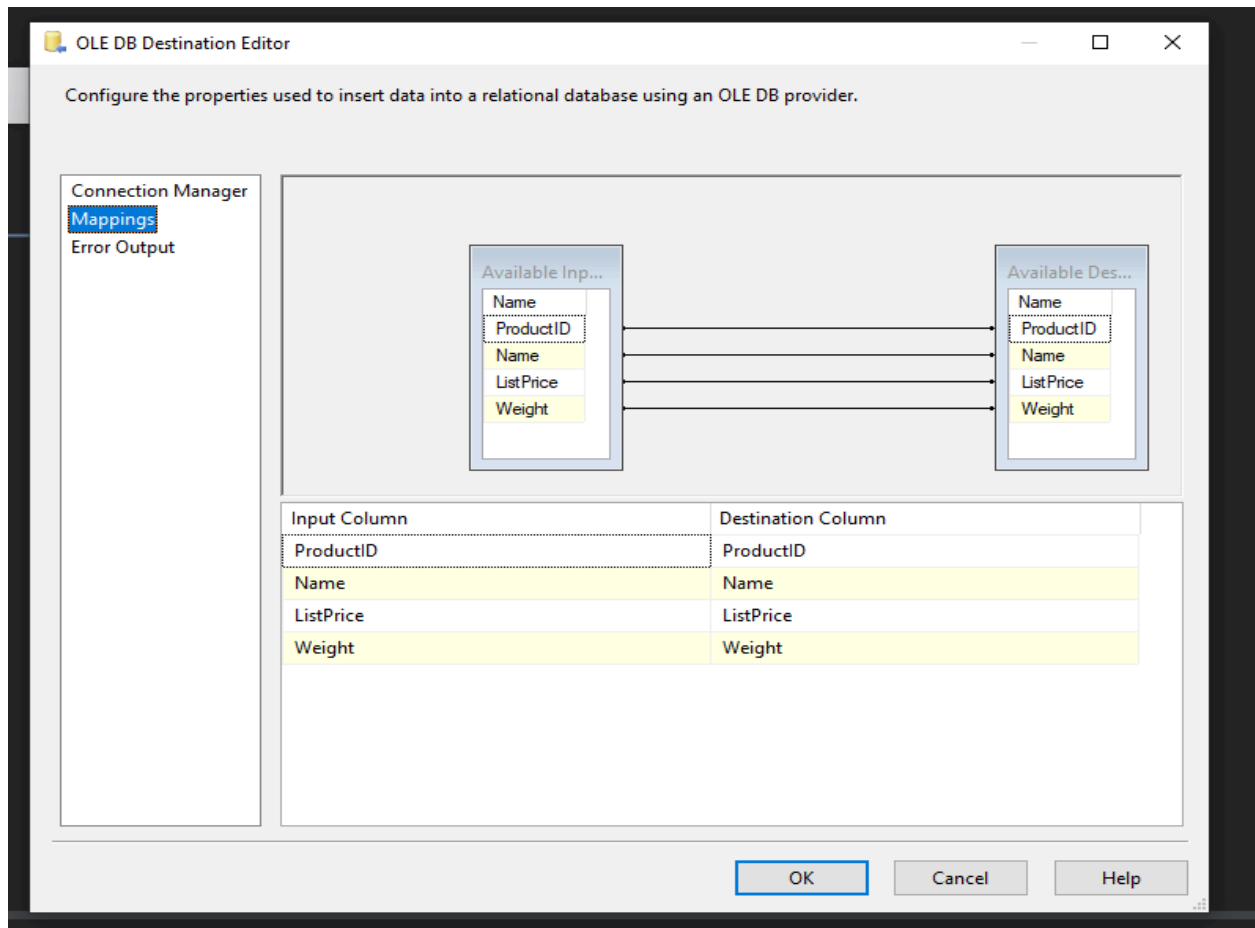 OLE DB Destination Editor
Configure the properties used to insert data into a relational database using an OLE DB provider.
Connection Manager
Mappings
Error Output
Available Inp...
Name
ProductID
Name
ListPrice
Weight
Available Des...
Name
ProductID
Name
ListPrice
Weight
Input Column Destination Column
ProductID ProductID
Name Name
ListPrice ListPrice
Weight Weight
OK Cancel Help